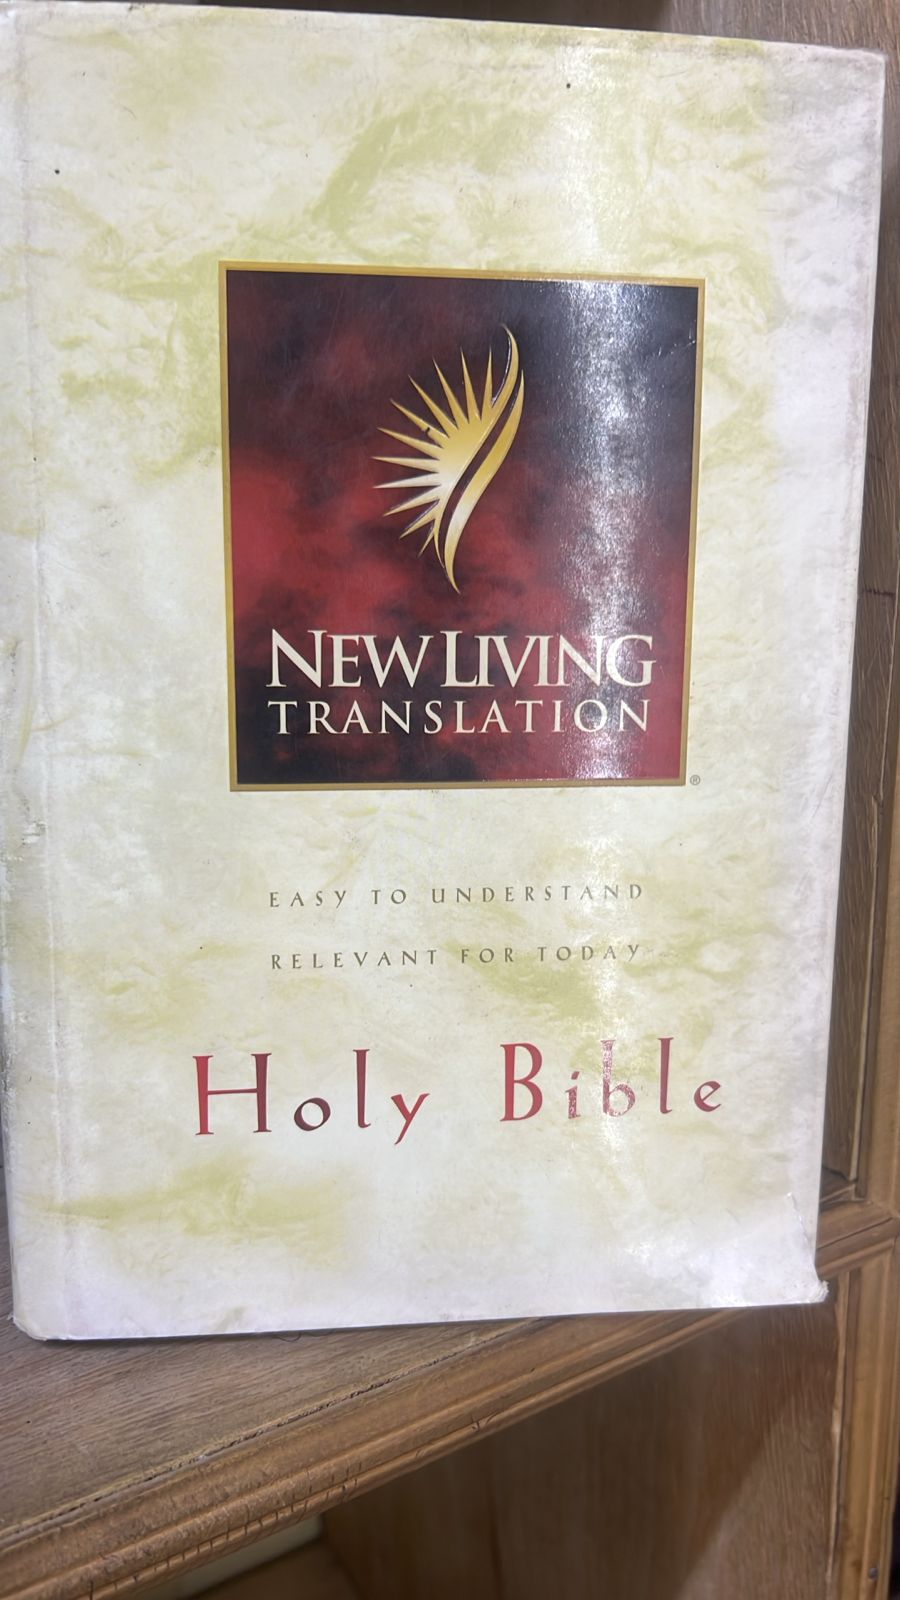 NEW LIVING
TRANSLATION
®
EASY TO UNDERSTAND
RELEVANT FOR TODAY
Holy Bible